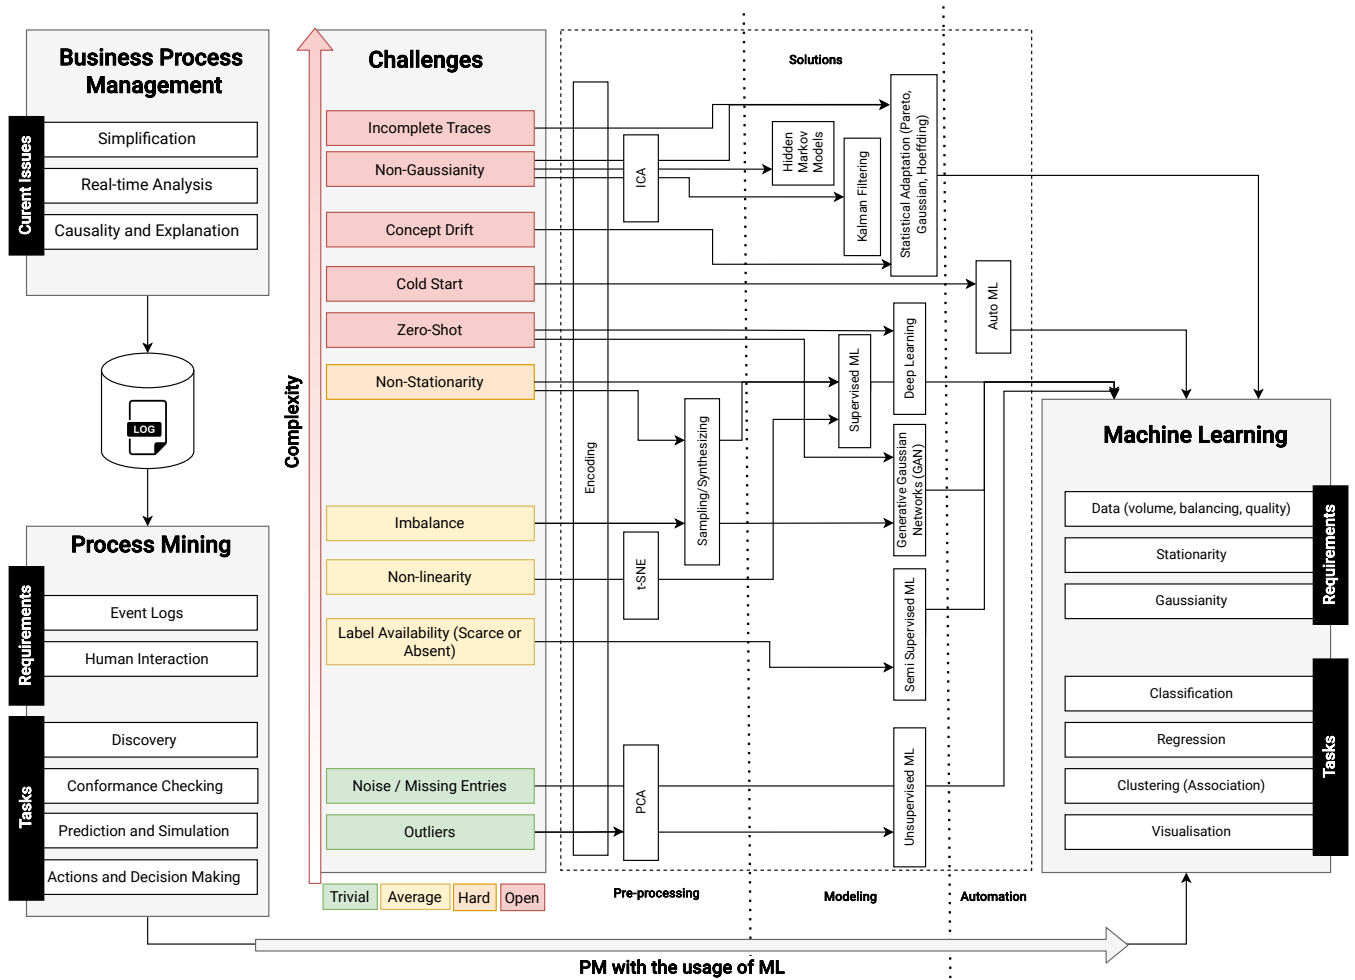 Business Process
Management
Curent Issues
Simplification
Real-time Analysis
Causality and Explanation
LOG
Process Mining
Requirements
Event Logs
Human Interaction
Tasks
Discovery
Conformance Checking
Prediction and Simulation
Actions and Decision Making
Complexity
Challenges
Incomplete Traces
Non-Gaussianity
Concept Drift
Cold Start
Zero-Shot
Non-Stationarity
Imbalance
Non-linearity
Label Availability (Scarce or
Absent)
Noise / Missing Entries
Outliers
Trivial
Average
Hard
Open
Solutions
Encoding
ICA
t-SNE
PCA
Sampling/Synthesizing
Hidden
Markov
Models
Kalman Filtering
Statistical Adaptation (Pareto,
Gaussian, Hoeffding)
Supervised ML
Deep Learning
Generative Gaussian
Networks (GAN)
Semi Supervised ML
Unsupervised ML
Auto ML
Pre-processing
Modeling
Automation
Machine Learning
Data (volume, balancing, quality)
Stationarity
Gaussianity
Requirements
Classification
Regression
Clustering (Association)
Visualisation
Tasks
PM with the usage of ML